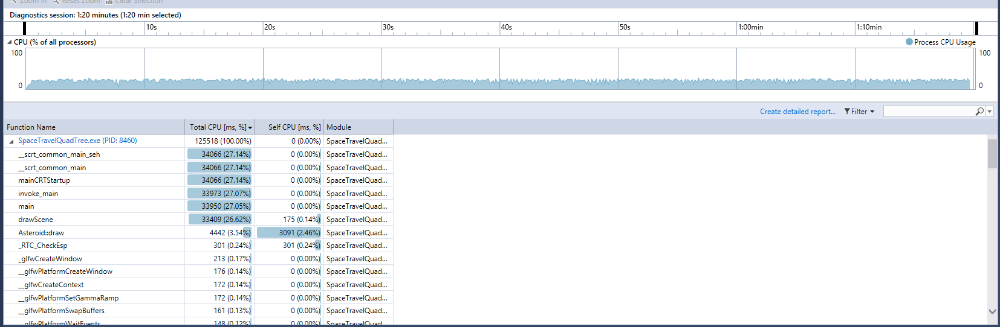 Zoom In Reset Zoom Clear Selection
Diagnostics session: 1:20 minutes (1:20 min selected)
10s 20s 30s 40s 50s 1:00min 1:10min
CPU (% of all processors) Process CPU Usage
100 100
0 0
Create detailed report... Filter
Function Name Total CPU [ms, %] Self CPU [ms, %] Module
SpaceTravelQuadTree.exe (PID: 8460) 125518 (100.00%) 0 (0.00%) SpaceTravelQuad...
__scrt_common_main_seh 34066 (27.14%) 0 (0.00%) SpaceTravelQuad...
__scrt_common_main 34066 (27.14%) 0 (0.00%) SpaceTravelQuad...
mainCRTStartup 34066 (27.14%) 0 (0.00%) SpaceTravelQuad...
invoke_main 33973 (27.07%) 0 (0.00%) SpaceTravelQuad...
main 33950 (27.05%) 0 (0.00%) SpaceTravelQuad...
drawScene 33409 (26.62%) 175 (0.14%) SpaceTravelQuad...
Asteroid::draw 4442 (3.54%) 3091 (2.46%) SpaceTravelQuad...
_RTC_CheckEsp 301 (0.24%) 301 (0.24%) SpaceTravelQuad...
_glfwCreateWindow 213 (0.17%) 0 (0.00%) SpaceTravelQuad...
__glfwPlatformCreateWindow 176 (0.14%) 0 (0.00%) SpaceTravelQuad...
__glfwCreateContext 172 (0.14%) 0 (0.00%) SpaceTravelQuad...
__glfwPlatformSetGammaRamp 172 (0.14%) 0 (0.00%) SpaceTravelQuad...
__glfwPlatformSwapBuffers 161 (0.13%) 0 (0.00%) SpaceTravelQuad...
__glfwPlatformWaitEvents 148 (0.12%) 0 (0.00%) SpaceTravelQuad...